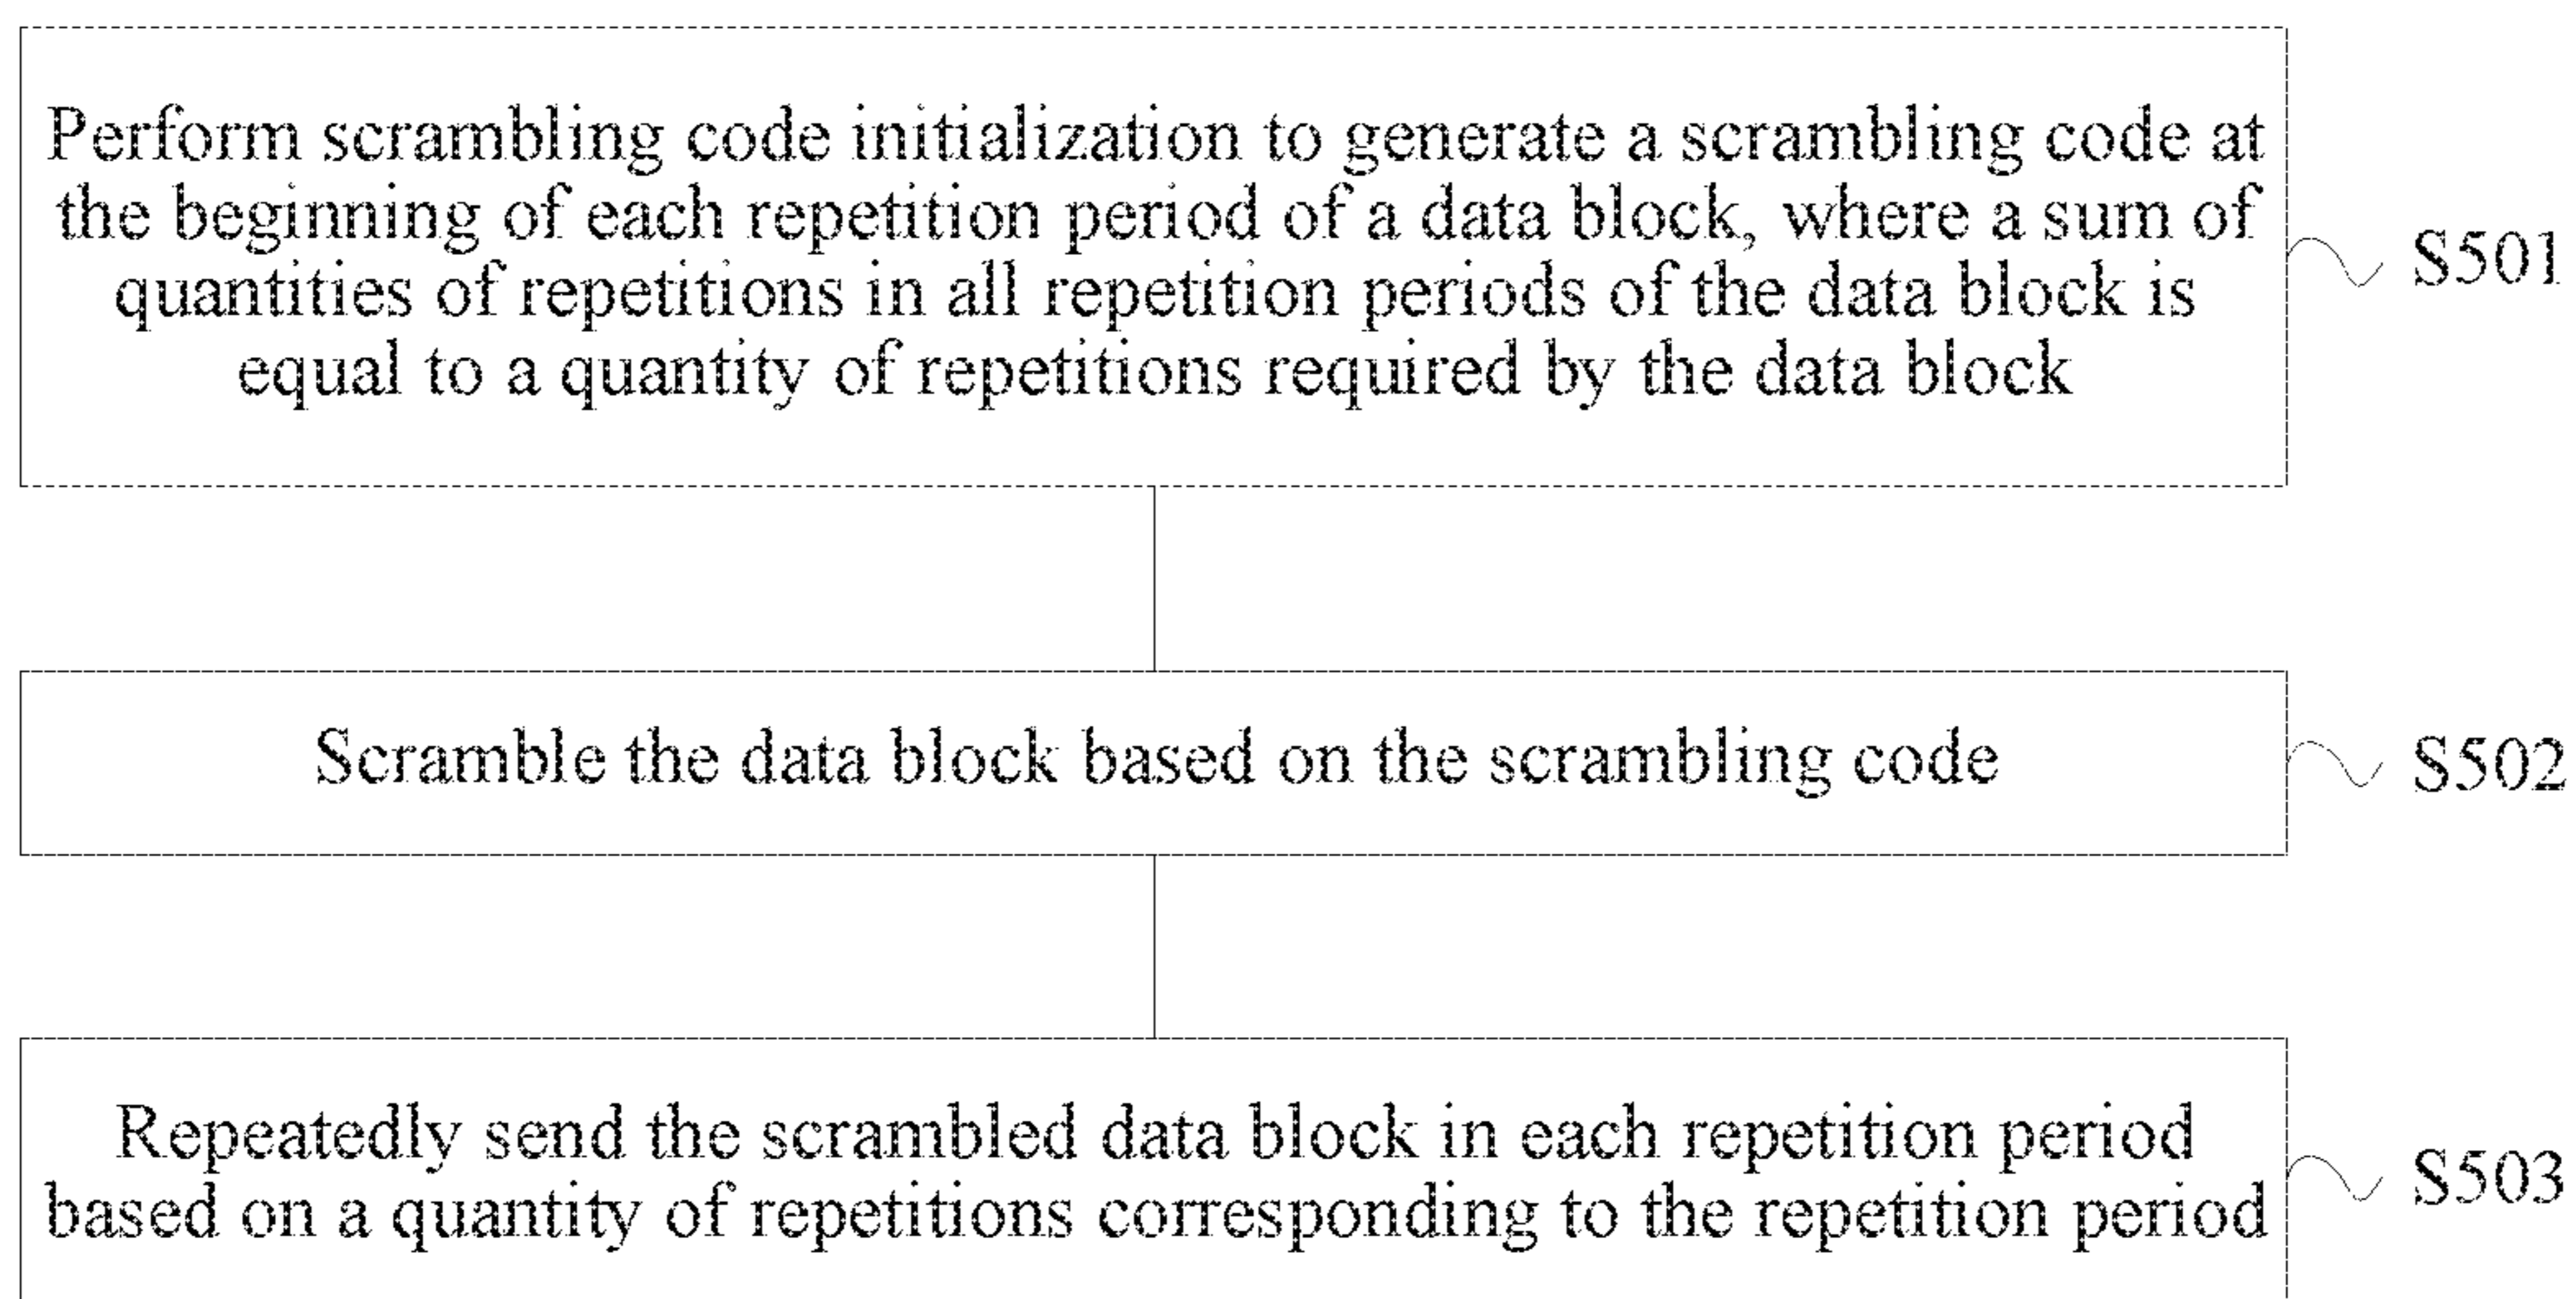 Perform scrambling code initialization to generate a scrambling code at
the beginning of each repetition period of a data block, where a sum of
quantities of repetitions in all repetition periods of the data block is
equal to a quantity of repetitions required by the data block
S501
Scramble the data block based on the scrambling code
S502
Repeatedly send the scrambled data block in each repetition period
based on a quantity of repetitions corresponding to the repetition period
S503